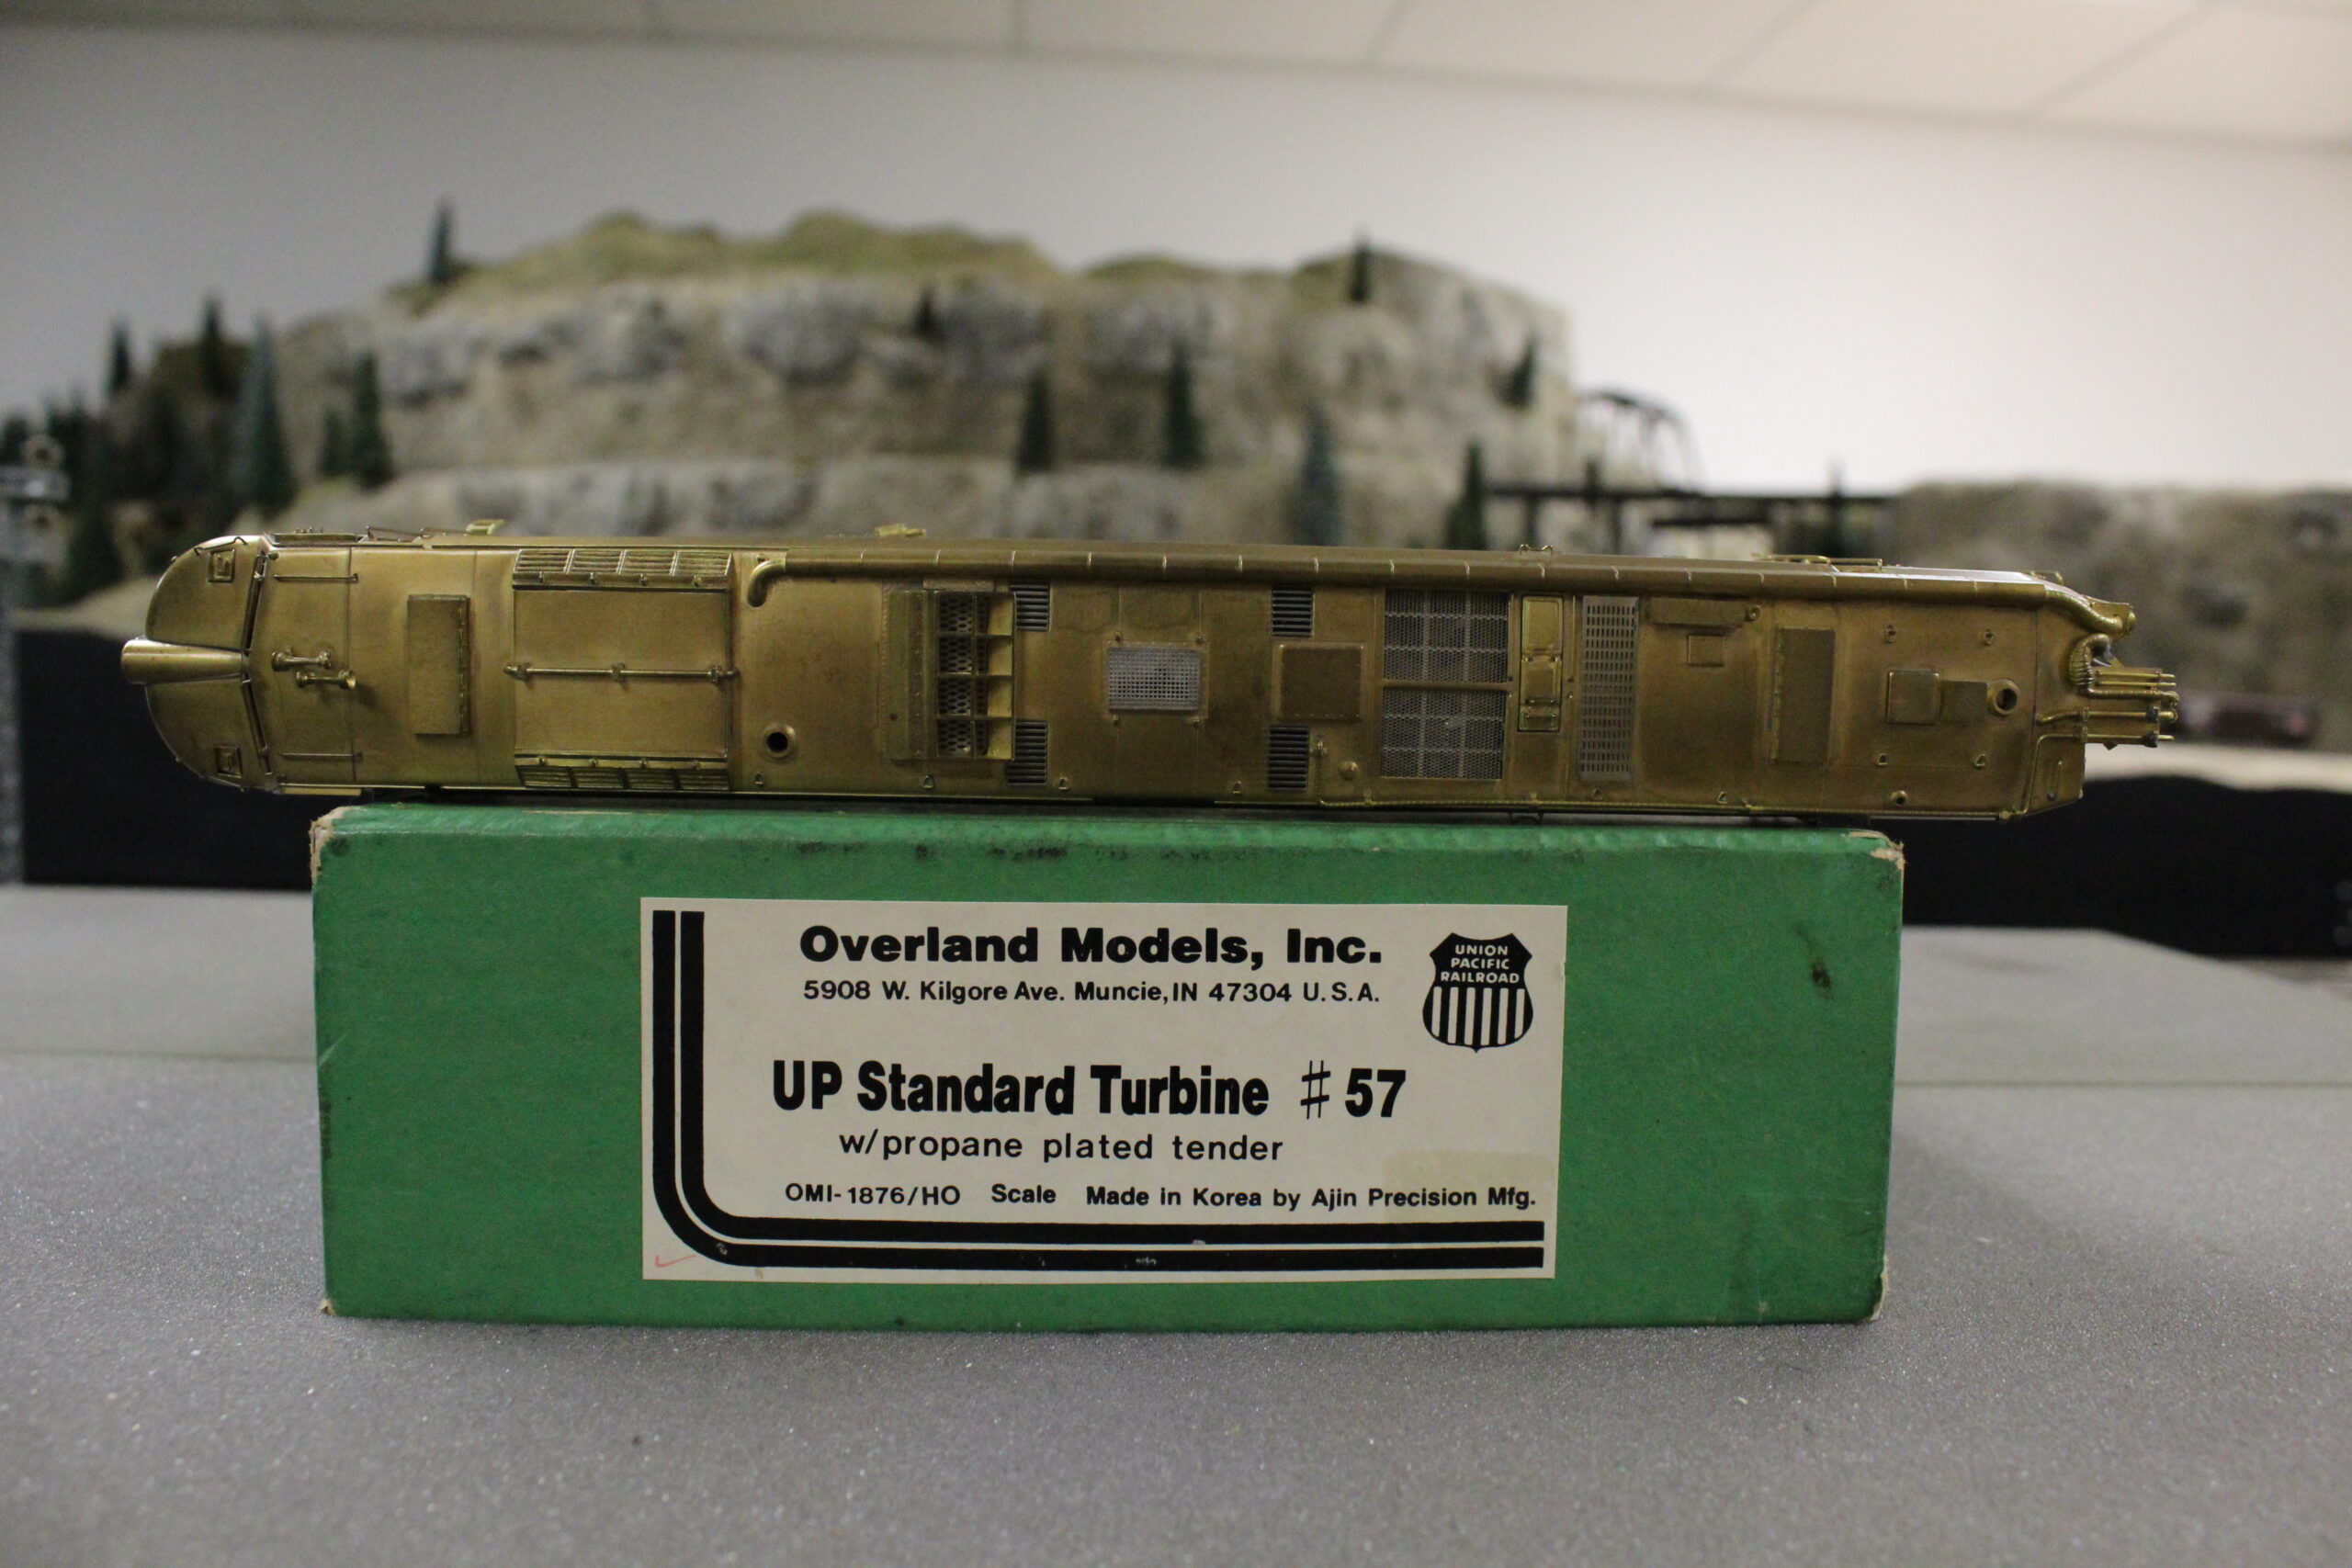 Overland Models, Inc.
5908 W. Kilgore Ave. Muncie, IN 47304 U.S.A.
UNION
PACIFIC
RAILROAD
UP Standard Turbine #57
w/propane plated tender
OMI-1876/HO Scale Made in Korea by Ajin Precision Mfg.